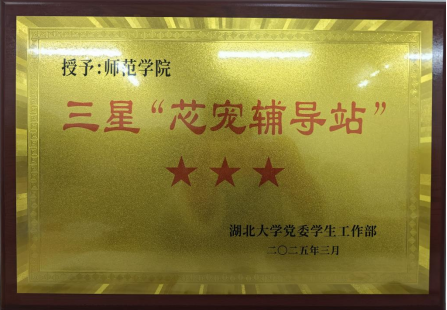 授予:师范学院
三星“芯宠辅导站”
★★★
湖北大学党委学生工作部
二〇二五年三月